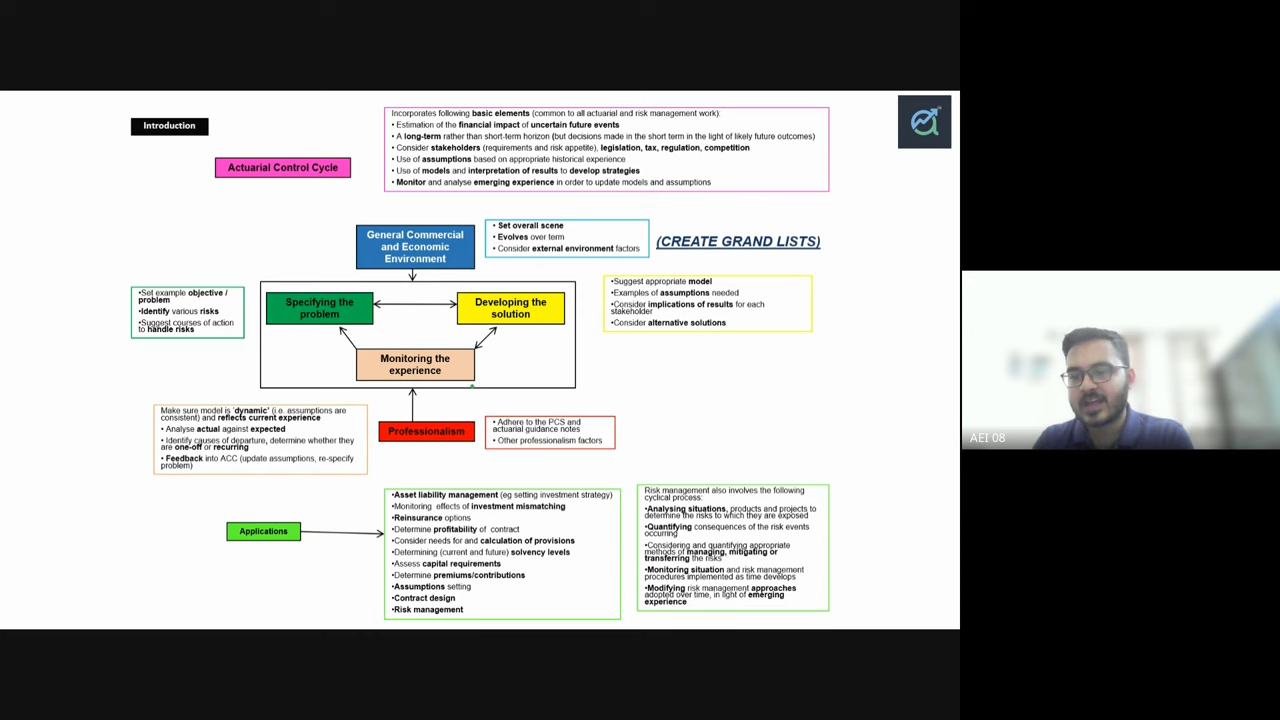 Introduction
Actuarial Control Cycle
Incorporates following basic elements (common to all actuarial and risk management work):
• Estimation of the financial impact of uncertain future events
• A long-term rather than short-term horizon (but decisions made in the short term in the light of likely future outcomes)
• Consider stakeholders (requirements and risk appetite), legislation, tax, regulation, competition
• Use of assumptions based on appropriate historical experience
• Use of models and interpretation of results to develop strategies
• Monitor and analyse emerging experience in order to update models and assumptions
General Commercial
and Economic
Environment
• Set overall scene
• Evolves over term
• Consider external environment factors
(CREATE GRAND LISTS)
•Set example objective /
problem
•Identify various risks
•Suggest courses of action
to handle risks
Specifying the
problem
Developing the
solution
Monitoring the
experience
•Suggest appropriate model
•Examples of assumptions needed
•Consider implications of results for each
stakeholder
•Consider alternative solutions
Make sure model is 'dynamic' (i.e. assumptions are
consistent) and reflects current experience
• Analyse actual against expected
• Identify causes of departure, determine whether they
are one-off or recurring
• Feedback into ACC (update assumptions, re-specify
problem)
Professionalism
• Adhere to the PCS and
actuarial guidance notes
• Other professionalism factors
Applications
•Asset liability management (eg setting investment strategy)
•Monitoring effects of investment mismatching
•Reinsurance options
•Determine profitability of contract
•Consider needs for and calculation of provisions
•Determining (current and future) solvency levels
•Assess capital requirements
•Determine premiums/contributions
•Assumptions setting
•Contract design
•Risk management
Risk management also involves the following
cyclical process:
•Analysing situations, products and projects to
determine the risks to which they are exposed
•Quantifying consequences of the risk events
occurring
•Considering and quantifying appropriate
methods of managing, mitigating or
transferring the risks
•Monitoring situation and risk management
procedures implemented as time develops
•Modifying risk management approaches
adopted over time, in light of emerging
experience
AEI 08